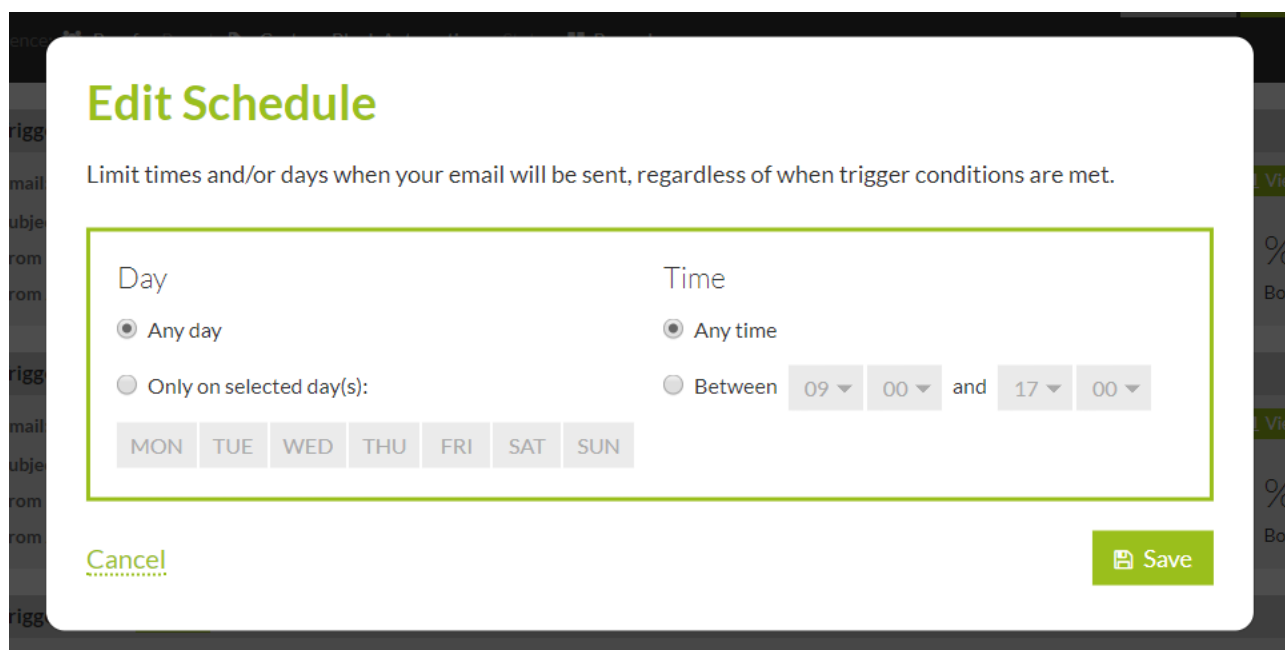 Edit Schedule
Limit times and/or days when your email will be sent, regardless of when trigger conditions are met.
Day
Time
Any day
Any time
Only on selected day(s):
Between 09 00 and 17 00
MON TUE WED THU FRI SAT SUN
Cancel
Save